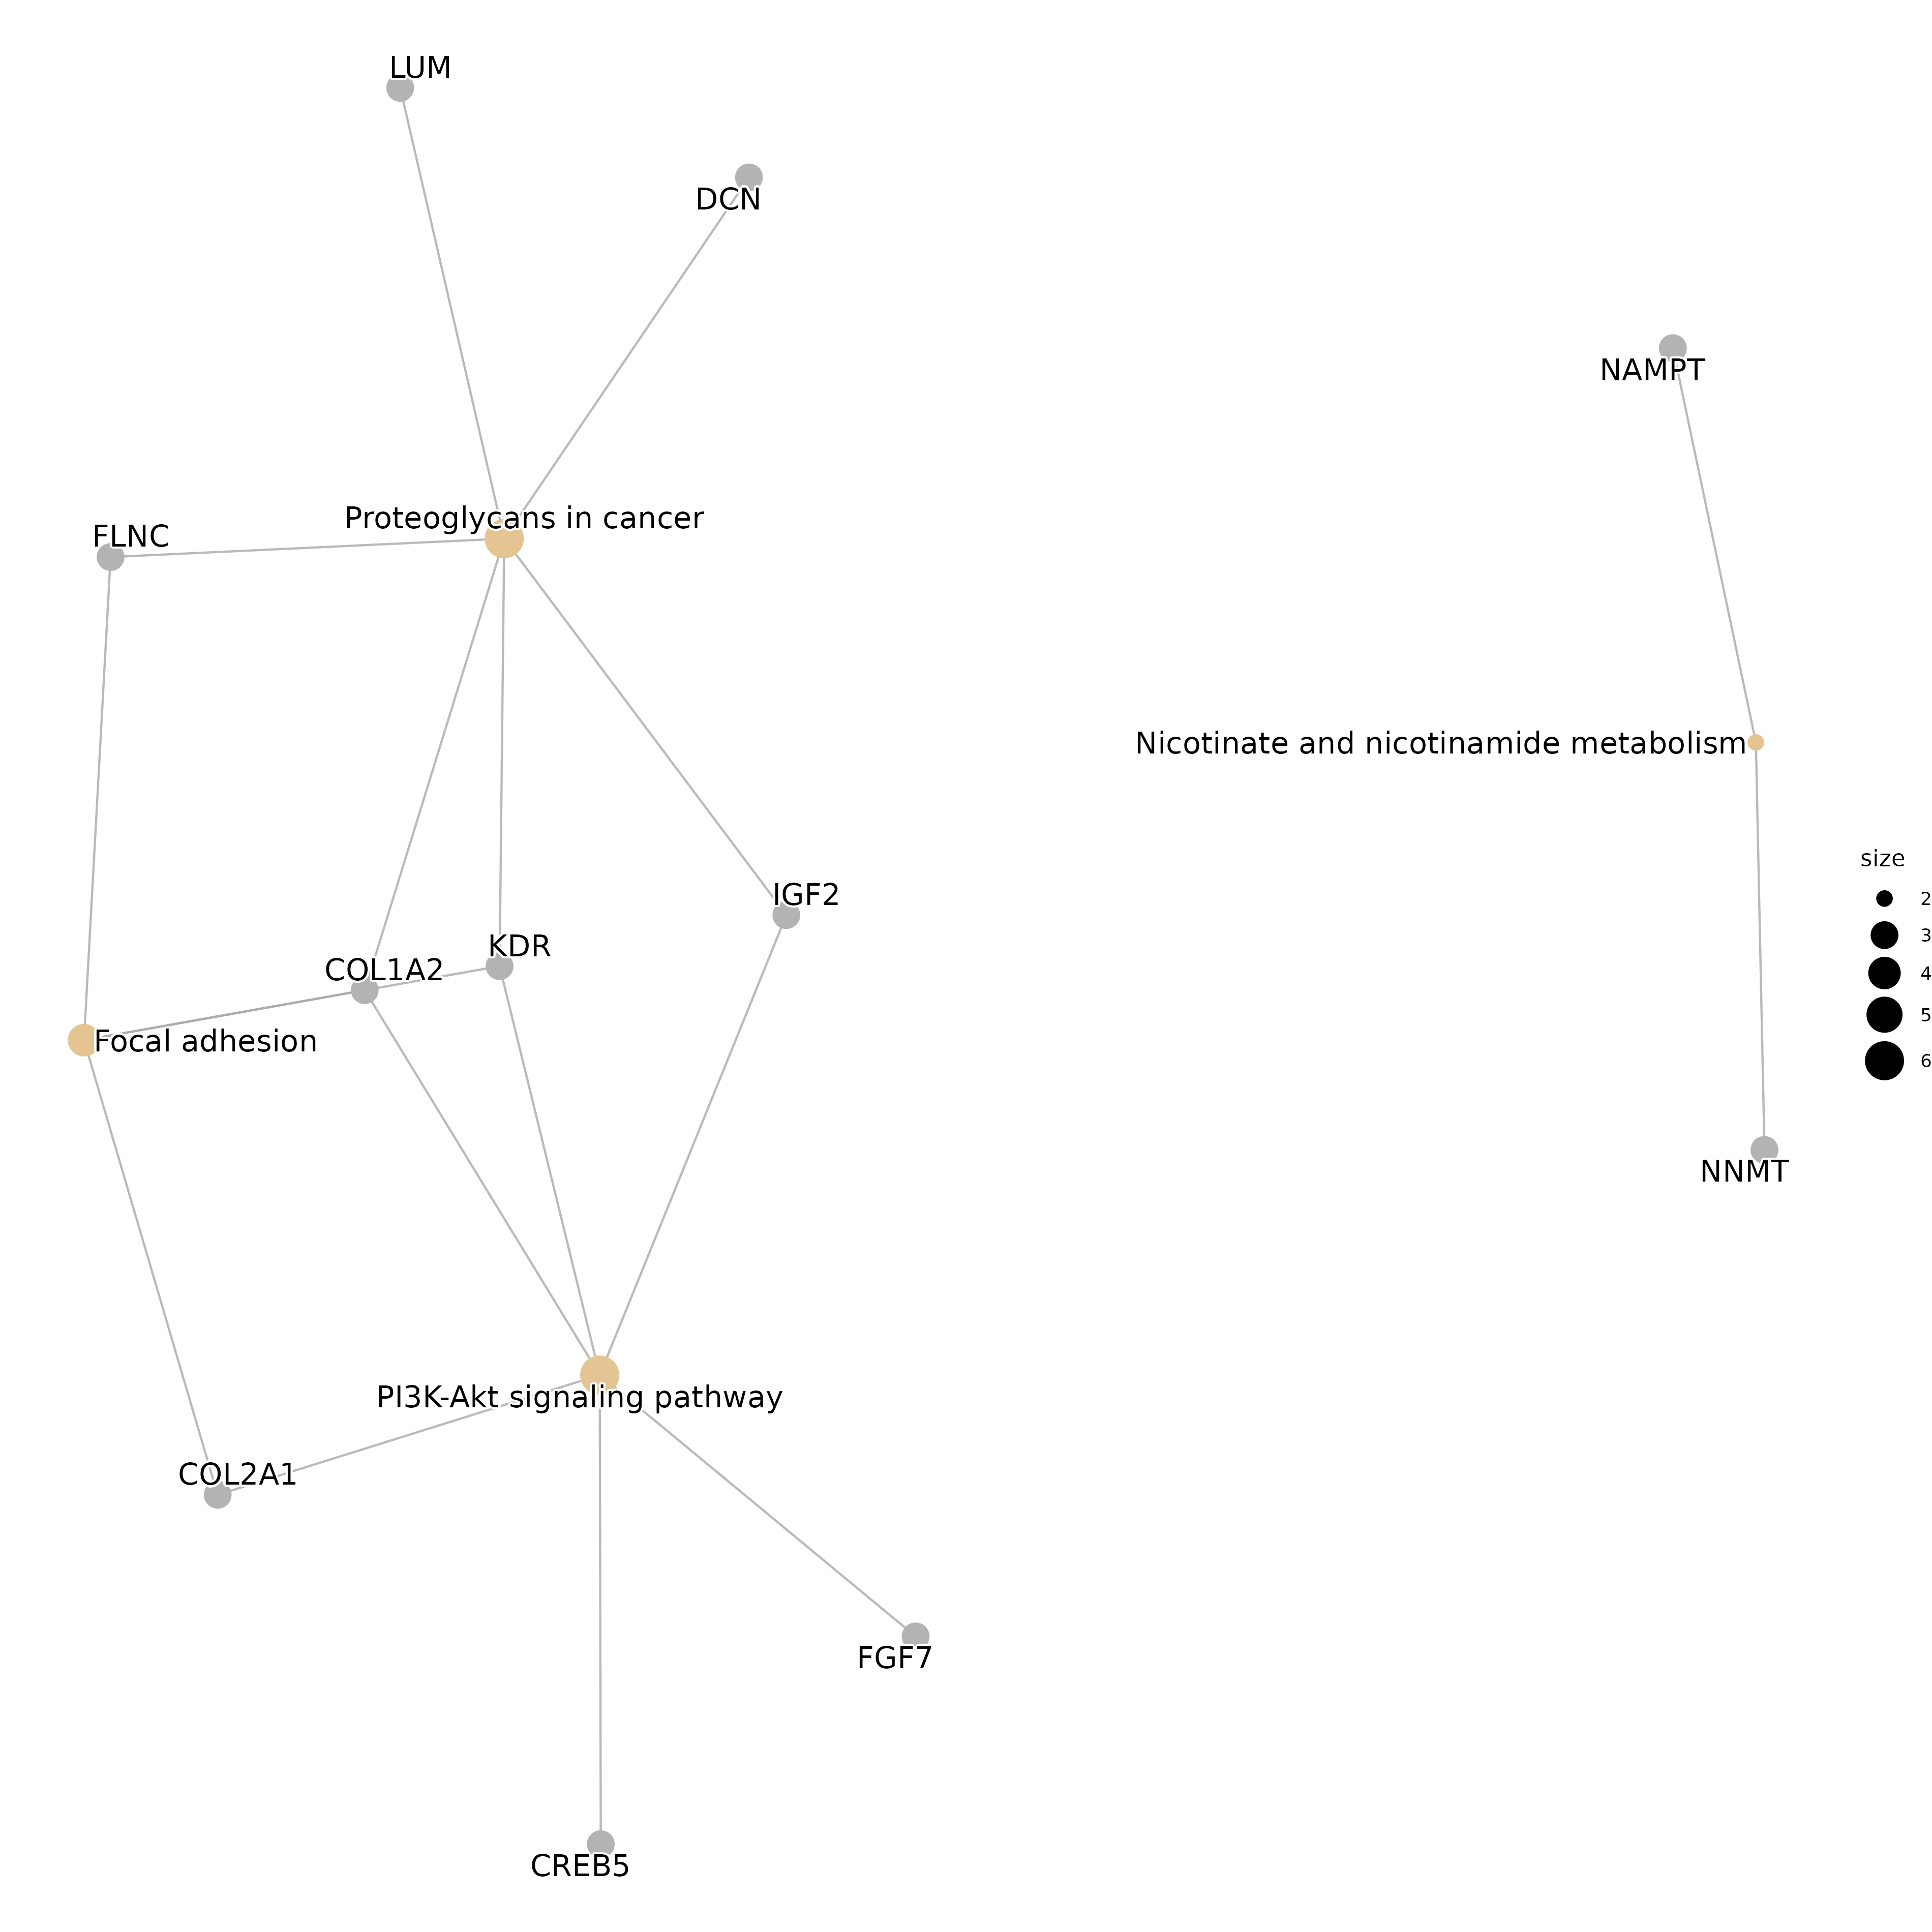 LUM
DCN
NAMPT
Proteoglycans in cancer
FLNC
Nicotinate and nicotinamide metabolism
size
2
3
4
5
6
IGF2
KDR
COL1A2
Focal adhesion
NNMT
PI3K-Akt signaling pathway
COL2A1
FGF7
CREB5